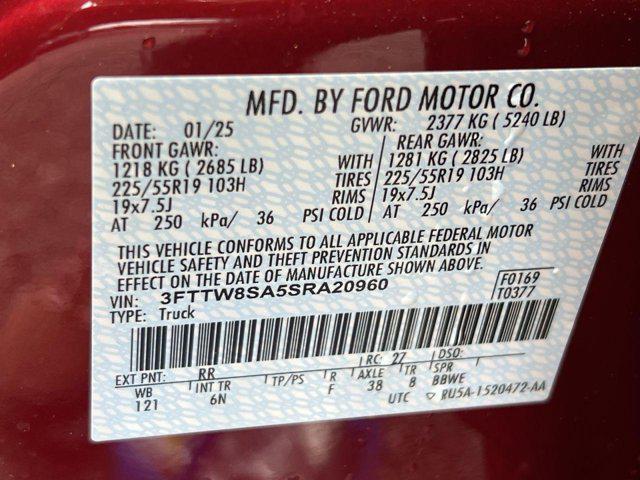 MFD. BY FORD MOTOR CO.
DATE: 01/25 GVWR: 2377 KG ( 5240 LB)
FRONT GAWR: REAR GAWR:
1218 KG ( 2685 LB) WITH 1281 KG ( 2825 LB) WITH
225/55R19 103H TIRES 225/55R19 103H TIRES
19x7.5J RIMS 19x7.5J RIMS
AT 250 kPa/ 36 PSI COLD AT 250 kPa/ 36 PSI COLD
THIS VEHICLE CONFORMS TO ALL APPLICABLE FEDERAL MOTOR
VEHICLE SAFETY AND THEFT PREVENTION STANDARDS IN
EFFECT ON THE DATE OF MANUFACTURE SHOWN ABOVE.
VIN: 3FTTW8SA5SRA20960 F0169
TYPE: Truck T0377
EXT PNT: RR RC: 27 DSO:
WB INT TR TP/PS R AXLE TR SPR
121 6N F 38 8 BBWE
UTC ▽ RU5A-1520472-AA